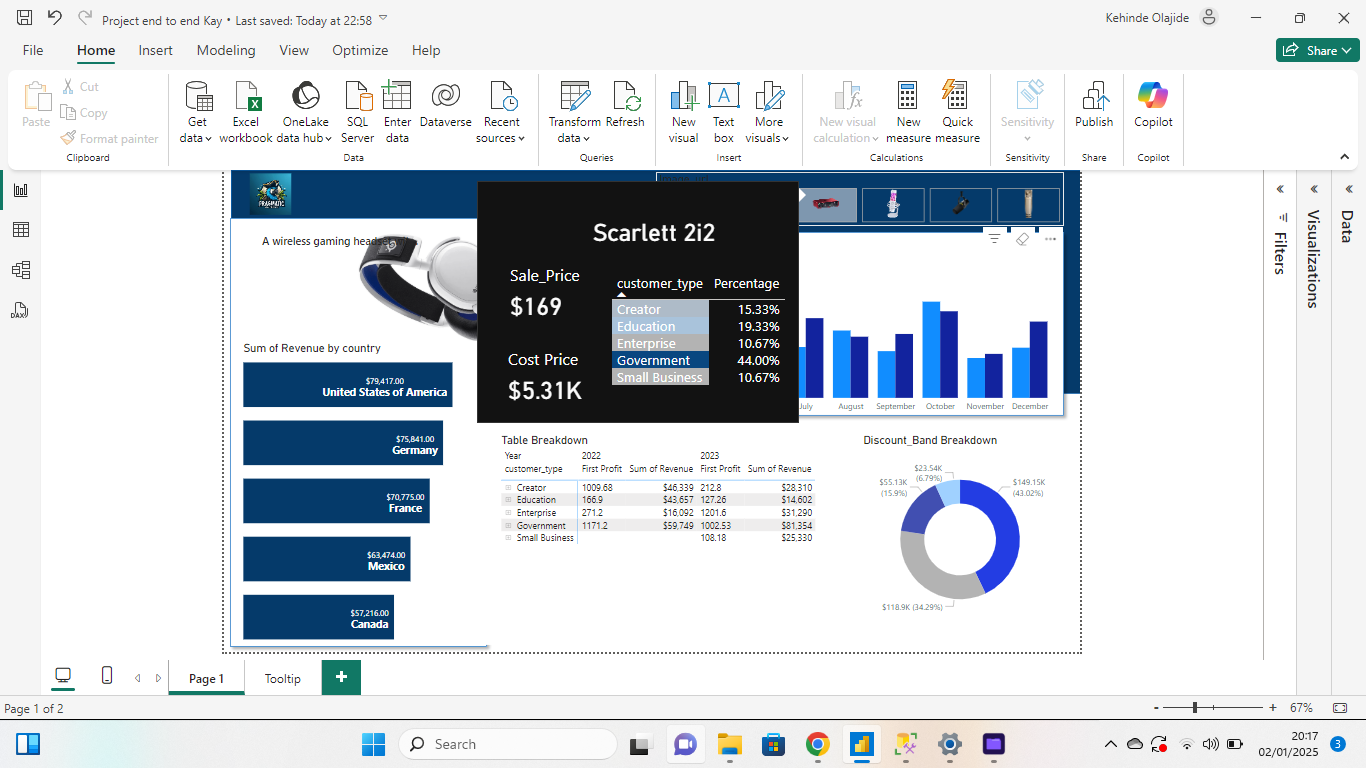 Project end to end Kay • Last saved: Today at 22:58
Kehinde Olajide
File Home Insert Modeling View Optimize Help
Share
Paste
Cut
Copy
Format painter
Clipboard
Get data
Excel workbook
OneLake data hub
SQL Server
Enter data
Dataverse
Recent sources
Data
Transform data
Refresh
Queries
New visual
Text box
More visuals
Insert
New visual calculation
New measure
Quick measure
Calculations
Sensitivity
Sensitivity
Publish
Share
Copilot
Copilot
DAX
PRAGMATIC
A wireless gaming heads
Scarlett 2i2
Sale_Price
$169
Cost Price
$5.31K
customer_type Percentage
Creator 15.33%
Education 19.33%
Enterprise 10.67%
Government 44.00%
Small Business 10.67%
Sum of Revenue by country
$79,417.00
United States of America
$75,841.00
Germany
$70,775.00
France
$63,474.00
Mexico
$57,216.00
Canada
July August September October November December
Table Breakdown
Year 2022 2023
customer_type First Profit Sum of Revenue First Profit Sum of Revenue
Creator 1009.68 $46,339 212.8 $28,310
Education 166.9 $43,657 127.26 $14,602
Enterprise 271.2 $16,092 1201.6 $31,290
Government 1171.2 $59,749 1002.53 $81,354
Small Business 108.18 $25,330
Discount_Band Breakdown
$23.54K
(6.79%)
$55.13K
(15.9%)
$149.15K
(43.02%)
$118.9K (34.29%)
Filters
Visualizations
Data
Page 1
Tooltip
+
Page 1 of 2
- + 67%
Search
20:17
02/01/2025
3